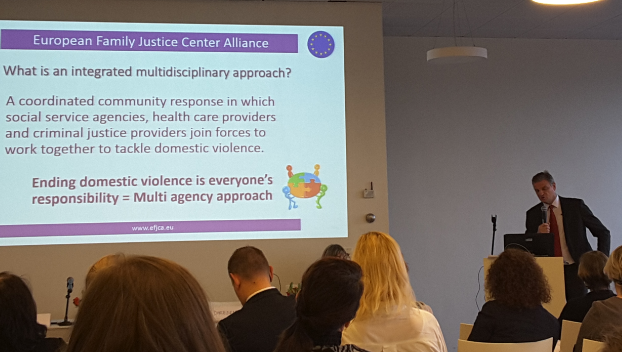 European Family Justice Center Alliance
What is an integrated multidisciplinary approach?
A coordinated community response in which
social service agencies, health care providers
and criminal justice providers join forces to
work together to tackle domestic violence.
Ending domestic violence is everyone's
responsibility = Multi agency approach
www.efjca.eu